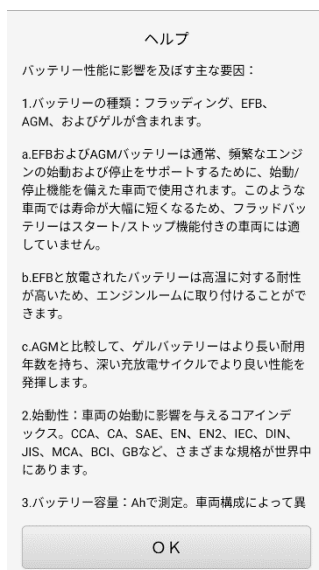 ヘルプ
バッテリー性能に影響を及ぼす主な要因：
1.バッテリーの種類：フラッディング、EFB、
AGM、およびゲルが含まれます。
a.EFBおよびAGMバッテリーは通常、頻繁なエンジ
ンの始動および停止をサポートするために、始動/
停止機能を備えた車両で使用されます。このような
車両では寿命が大幅に短くなるため、フラッドバッ
テリーはスタート/ストップ機能付きの車両には適
していません。
b.EFBと放電されたバッテリーは高温に対する耐性
が高いため、エンジンルームに取り付けることがで
きます。
c.AGMと比較して、ゲルバッテリーはより長い耐用
年数を持ち、深い充放電サイクルでより良い性能を
発揮します。
2.始動性：車両の始動に影響を与えるコアインデ
ックス。CCA、CA、SAE、EN、EN2、IEC、DIN、
JIS、MCA、BCI、GBなど、さまざまな規格が世界中
にあります。
3.バッテリー容量：Ahで測定。車両構成によって異
OK